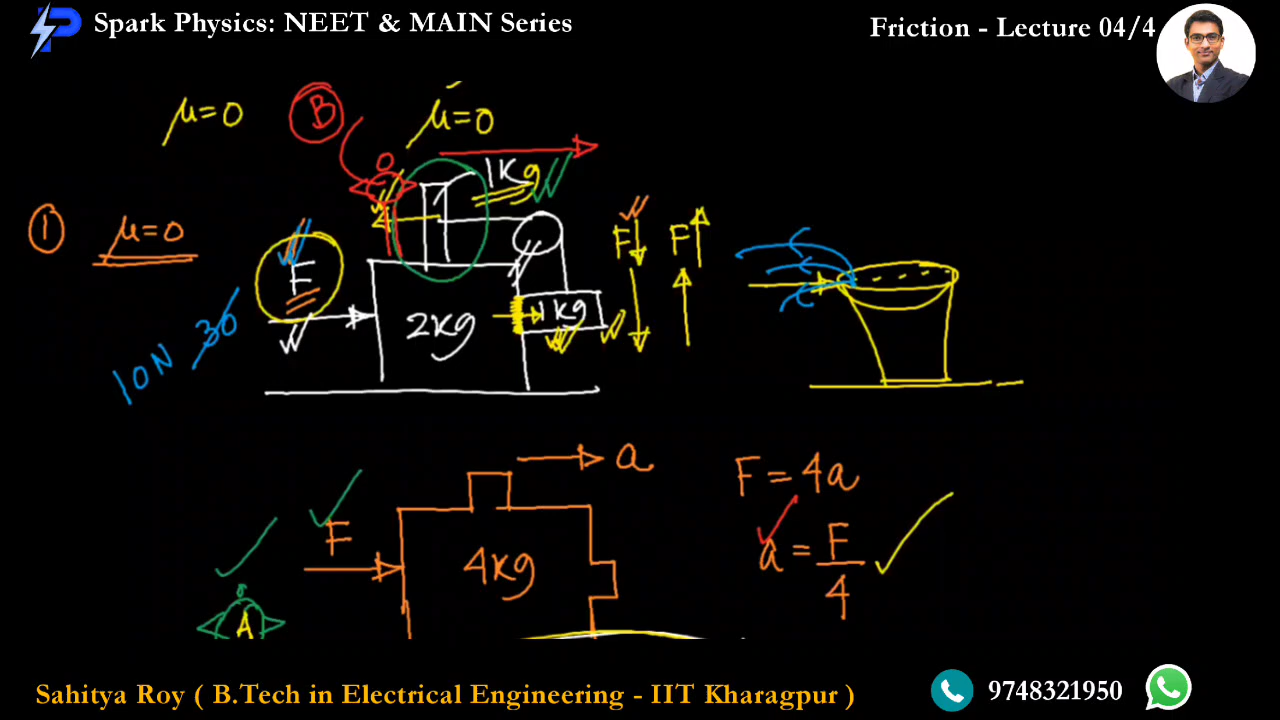 Spark Physics: NEET & MAIN Series
Friction - Lecture 04/4
μ=0
B
μ=0
1Kg
① μ=0
F
F
F
10N 30
2Kg
1Kg
a
F = 4a
F
4Kg
a = F/4
A
Sahitya Roy ( B.Tech in Electrical Engineering - IIT Kharagpur )
9748321950